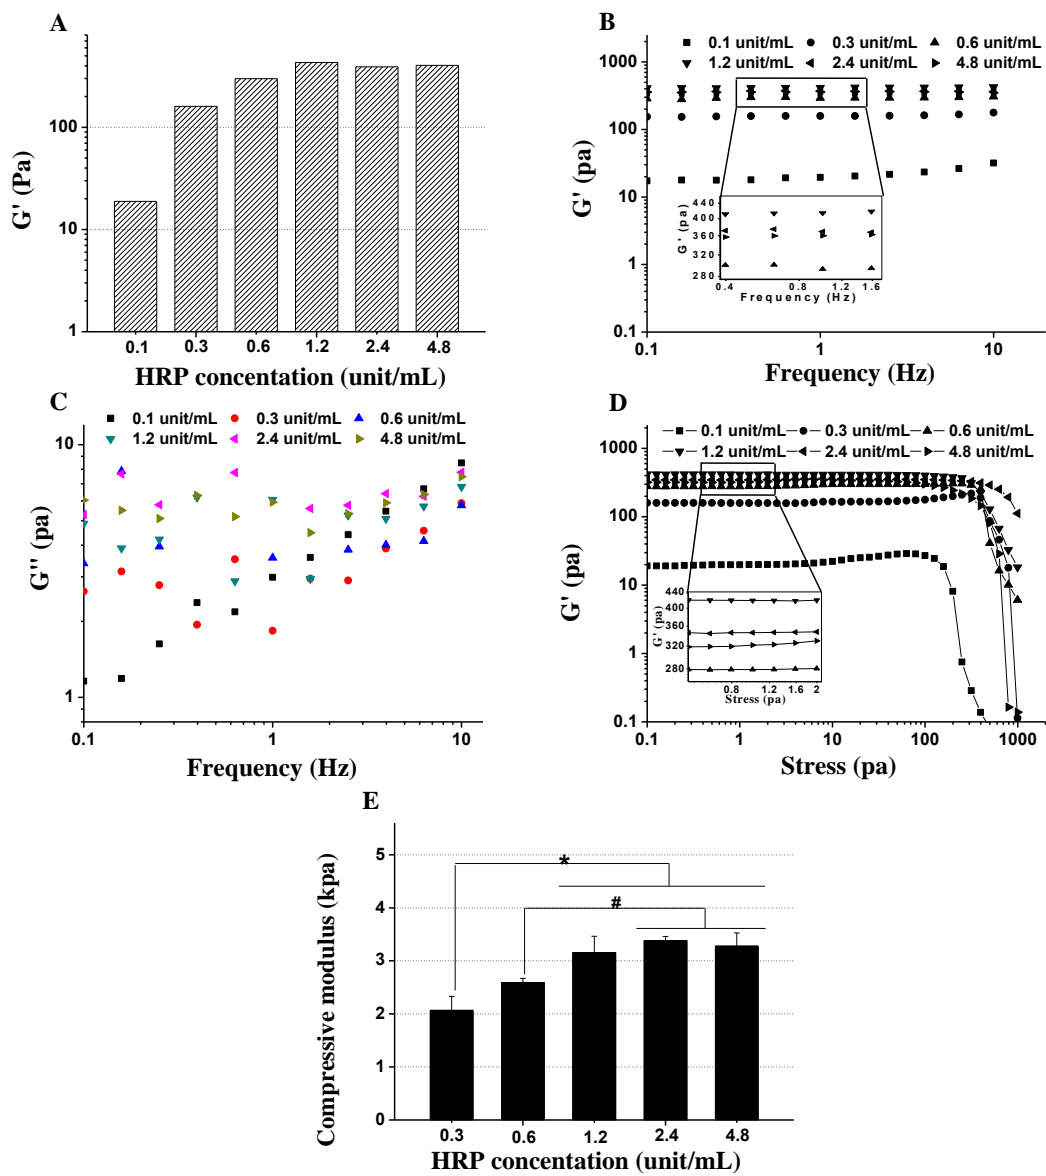 A
G' (Pa)
100
10
1
0.1 0.3 0.6 1.2 2.4 4.8
HRP concentation (unit/mL)
B
0.1 unit/mL 0.3 unit/mL 0.6 unit/mL
1.2 unit/mL 2.4 unit/mL 4.8 unit/mL
G' (pa)
1000
100
10
1
0.1
440
400
360
320
280
G' (pa)
0.4 0.8 1.2 1.6
Frequency (Hz)
0.1 1 10
Frequency (Hz)
C
0.1 unit/mL 0.3 unit/mL 0.6 unit/mL
1.2 unit/mL 2.4 unit/mL 4.8 unit/mL
G'' (pa)
10
1
0.1 1 10
Frequency (Hz)
D
0.1 unit/mL 0.3 unit/mL 0.6 unit/mL
1.2 unit/mL 2.4 unit/mL 4.8 unit/mL
G' (pa)
1000
100
10
1
0.1
440
400
360
320
280
G' (pa)
0.8 1.2 1.6 2
Stress (pa)
0.1 1 10 100 1000
Stress (pa)
E
Compressive modulus (kpa)
5
4
3
2
1
0
*
#
0.3 0.6 1.2 2.4 4.8
HRP concentation (unit/mL)